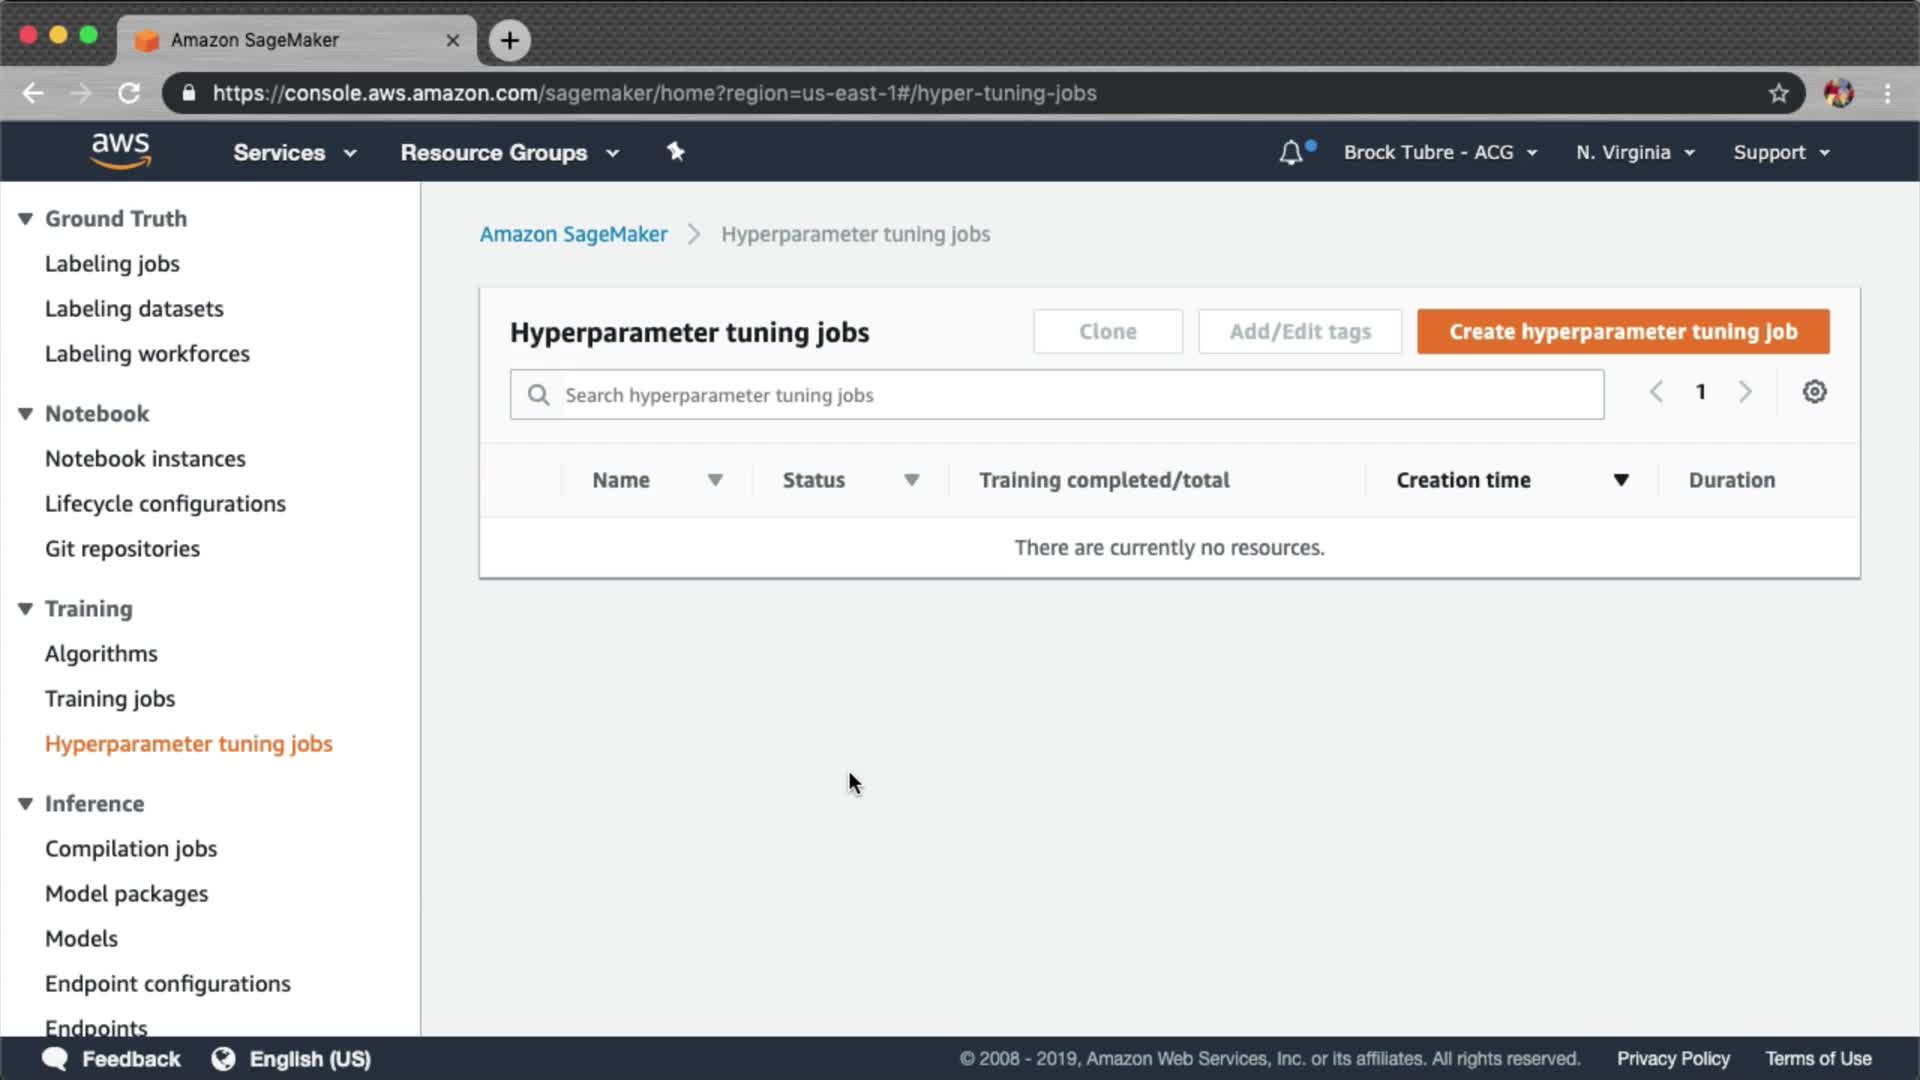 Amazon SageMaker
https://console.aws.amazon.com/sagemaker/home?region=us-east-1#/hyper-tuning-jobs
aws Services Resource Groups Brock Tubre - ACG N. Virginia Support
Ground Truth
Labeling jobs
Labeling datasets
Labeling workforces
Notebook
Notebook instances
Lifecycle configurations
Git repositories
Training
Algorithms
Training jobs
Hyperparameter tuning jobs
Inference
Compilation jobs
Model packages
Models
Endpoint configurations
Endpoints
Amazon SageMaker Hyperparameter tuning jobs
Hyperparameter tuning jobs Clone Add/Edit tags Create hyperparameter tuning job
Search hyperparameter tuning jobs 1
Name Status Training completed/total Creation time Duration
There are currently no resources.
Feedback English (US) © 2008 - 2019, Amazon Web Services, Inc. or its affiliates. All rights reserved. Privacy Policy Terms of Use